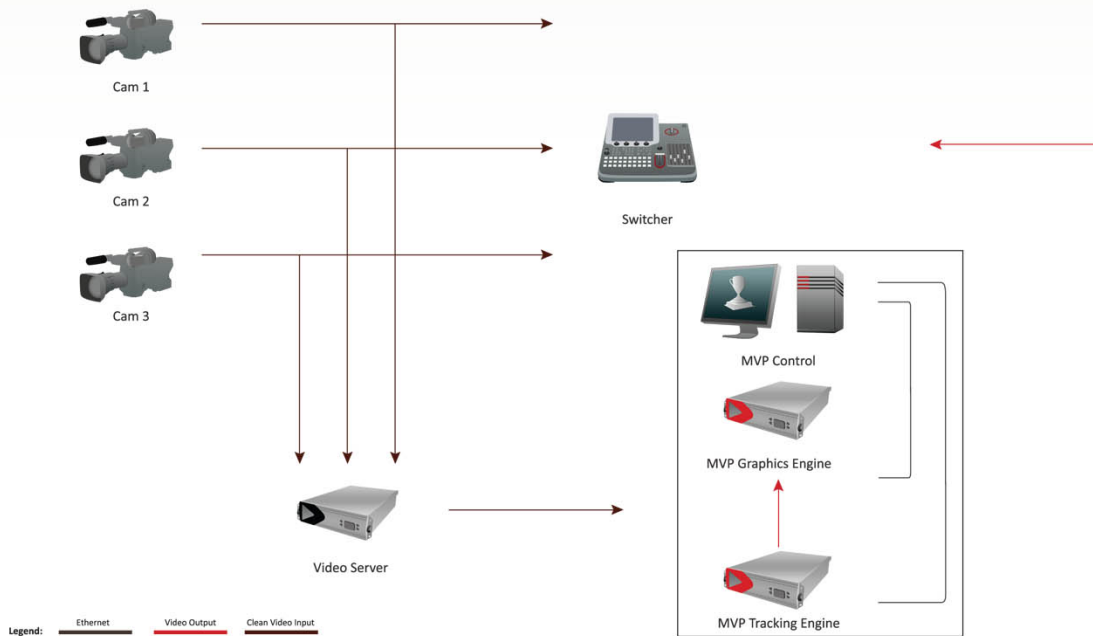 Cam 1
Cam 2
Switcher
Cam 3
MVP Control
MVP Graphics Engine
Video Server
MVP Tracking Engine
Legend: Ethernet Video Output Clean Video Input